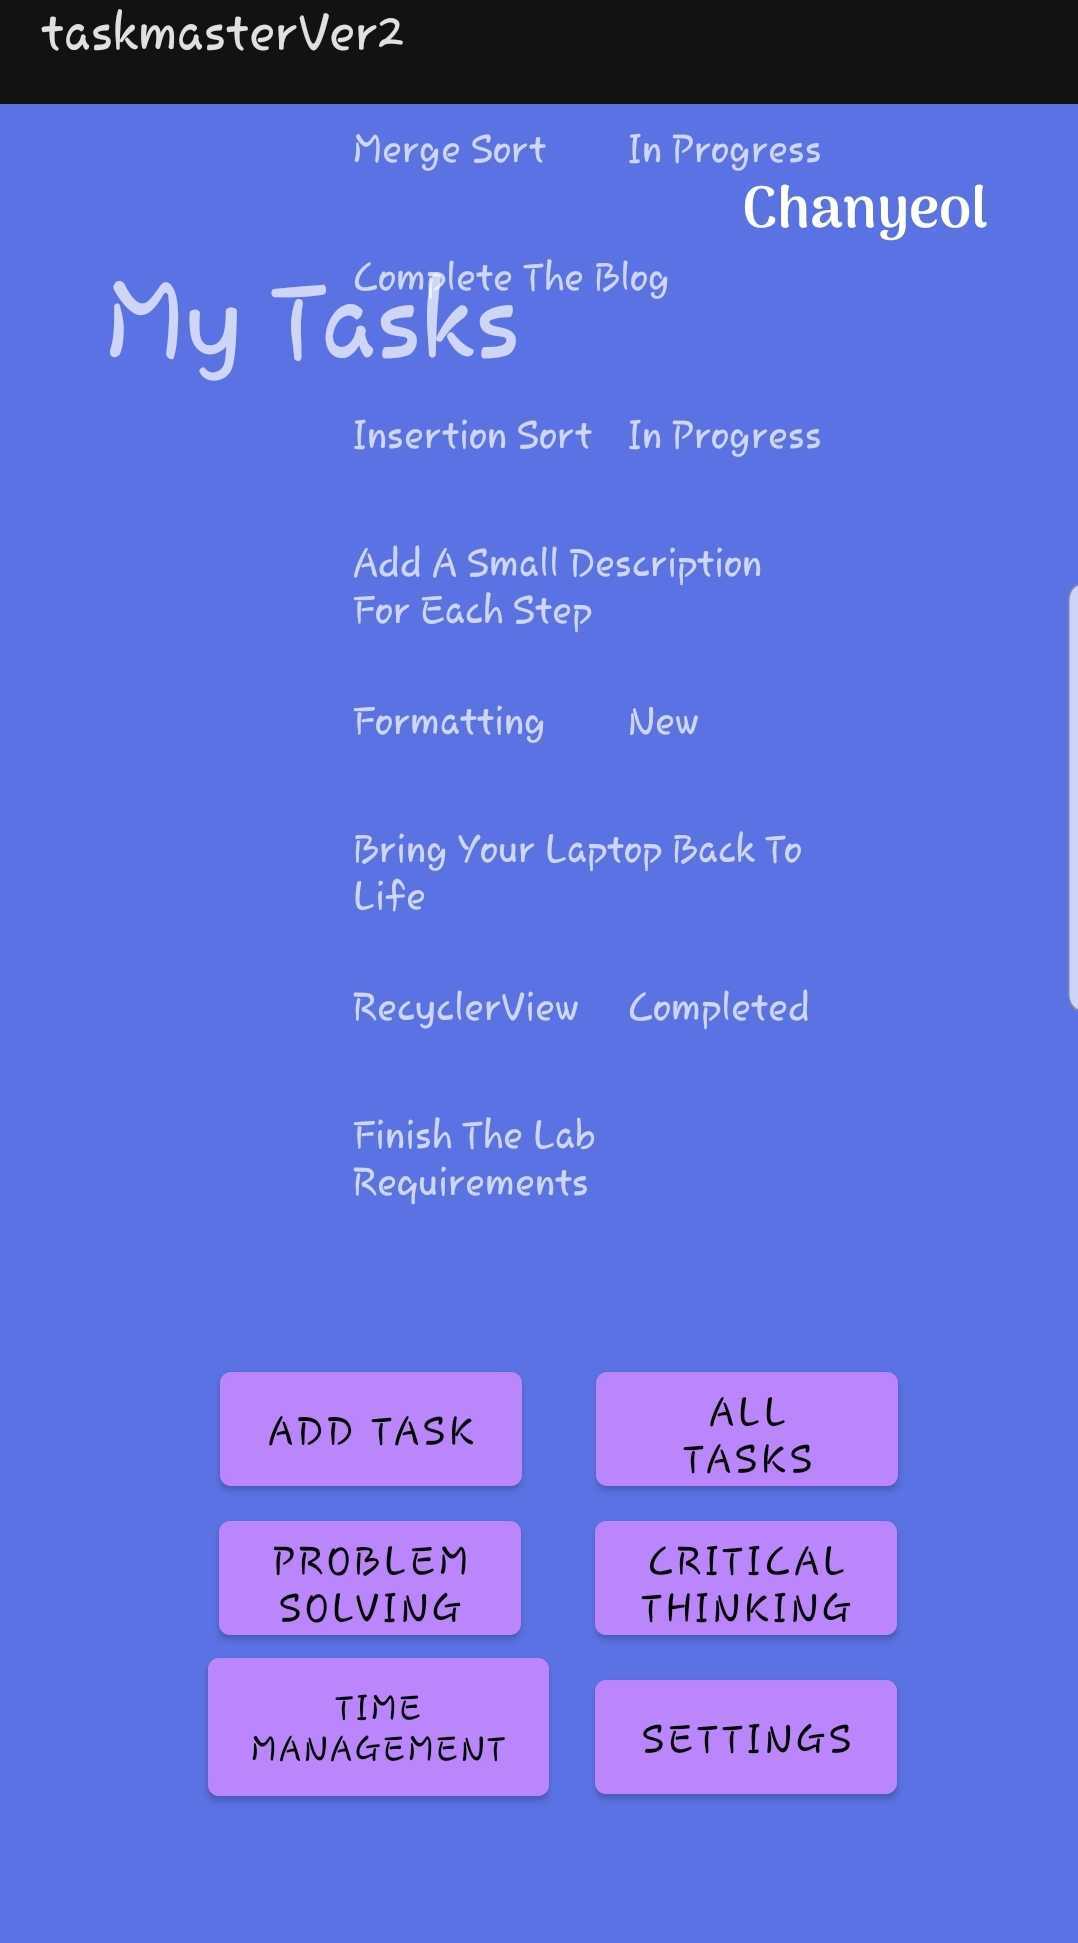 taskmasterVer2
Merge Sort In Progress
Chanyeol
Complete The Blog
My Tasks
Insertion Sort In Progress
Add A Small Description
For Each Step
Formatting New
Bring Your Laptop Back To
Life
RecyclerView Completed
Finish The Lab
Requirements
ADD TASK
ALL
TASKS
PROBLEM
SOLVING
CRITICAL
THINKING
TIME
MANAGEMENT
SETTINGS